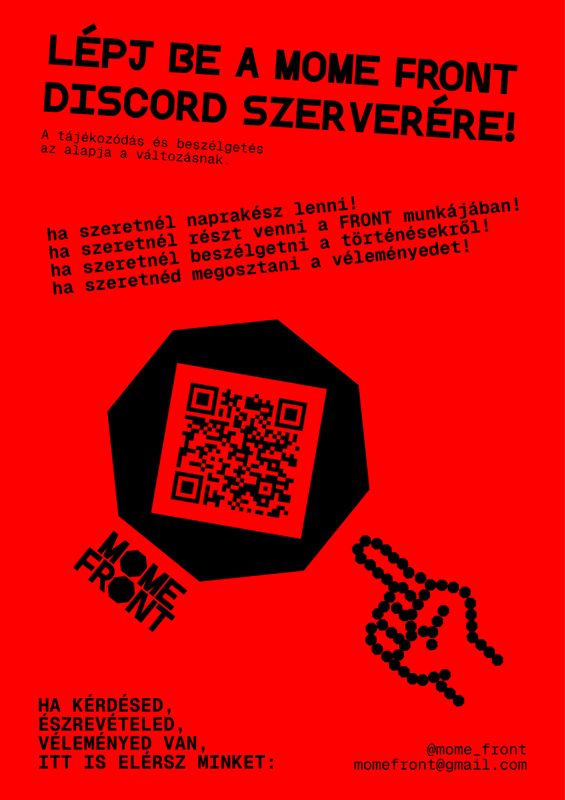 LÉPJ BE A MOME FRONT
DISCORD SZERVERÉRE!
A tájékozódás és beszélgetés
az alapja a változásnak.
ha szeretnél naprakész lenni!
ha szeretnél részt venni a FRONT munkájában!
ha szeretnél beszélgetni a történésekről!
ha szeretnéd megosztani a véleményedet!
MOME
FRONT
HA KÉRDÉSED,
ÉSZREVÉTELED,
VÉLEMÉNYED VAN,
ITT IS ELÉRSZ MINKET:
@mome_front
momefront@gmail.com